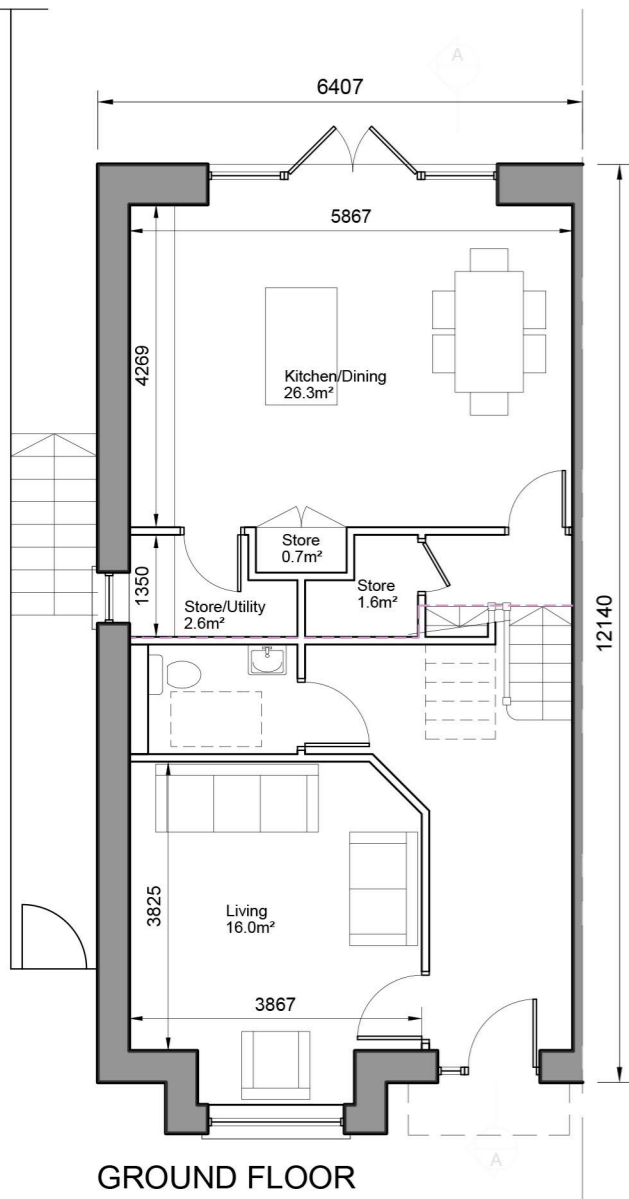 A
6407
5867
4269
Kitchen/Dining
26.3m²
12140
Store
0.7m²
1350
Store
1.6m²
Store/Utility
2.6m²
3825
Living
16.0m²
3867
A
GROUND FLOOR